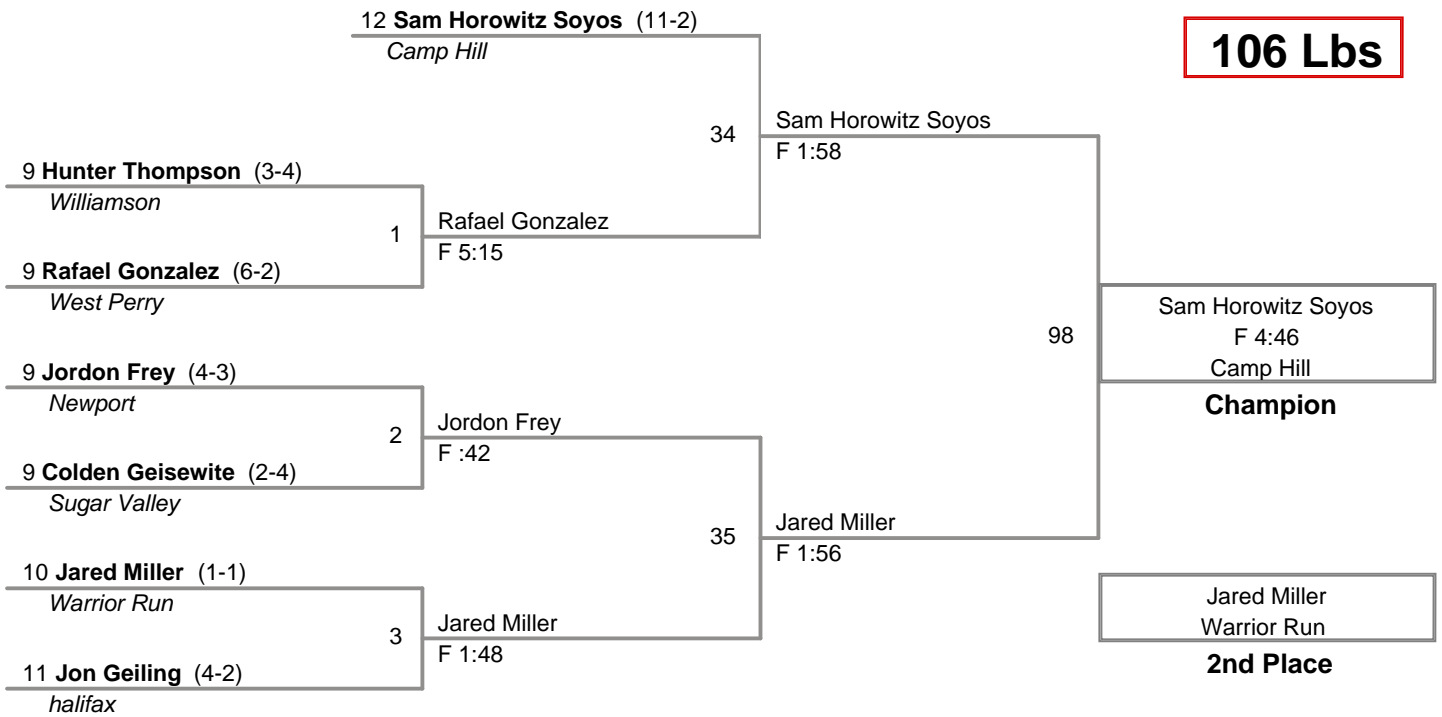 12 Sam Horowitz Soyos (11-2)
Camp Hill
106 Lbs
34
Sam Horowitz Soyos
F 1:58
9 Hunter Thompson (3-4)
Williamson
1
Rafael Gonzalez
F 5:15
9 Rafael Gonzalez (6-2)
West Perry
98
Sam Horowitz Soyos
F 4:46
Camp Hill
Champion
9 Jordon Frey (4-3)
Newport
2
Jordon Frey
F :42
9 Colden Geisewite (2-4)
Sugar Valley
35
Jared Miller
F 1:56
10 Jared Miller (1-1)
Warrior Run
3
Jared Miller
F 1:48
11 Jon Geiling (4-2)
halifax
Jared Miller
Warrior Run
2nd Place